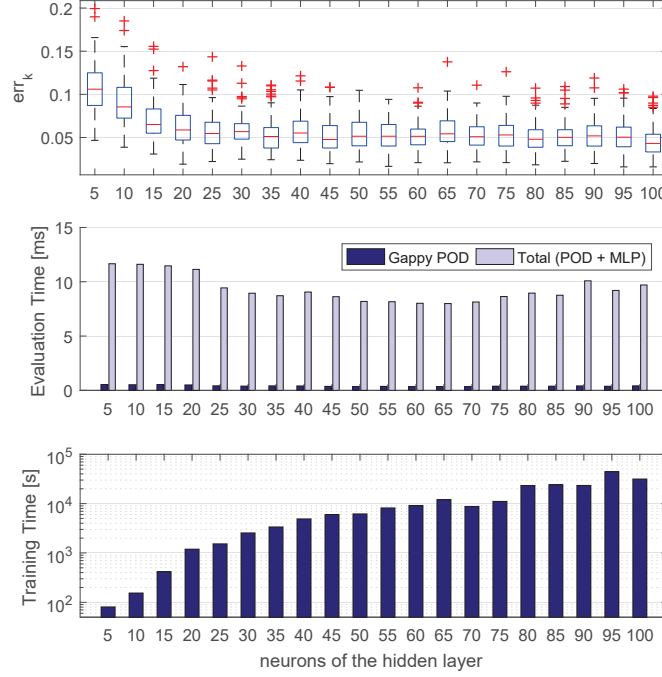 0.2
0.15
0.1
0.05
err_k
5 10 15 20 25 30 35 40 45 50 55 60 65 70 75 80 85 90 95 100
15
10
5
0
Evaluation Time [ms]
Gappy POD Total (POD + MLP)
5 10 15 20 25 30 35 40 45 50 55 60 65 70 75 80 85 90 95 100
10^5
10^4
10^3
10^2
Training Time [s]
5 10 15 20 25 30 35 40 45 50 55 60 65 70 75 80 85 90 95 100
neurons of the hidden layer